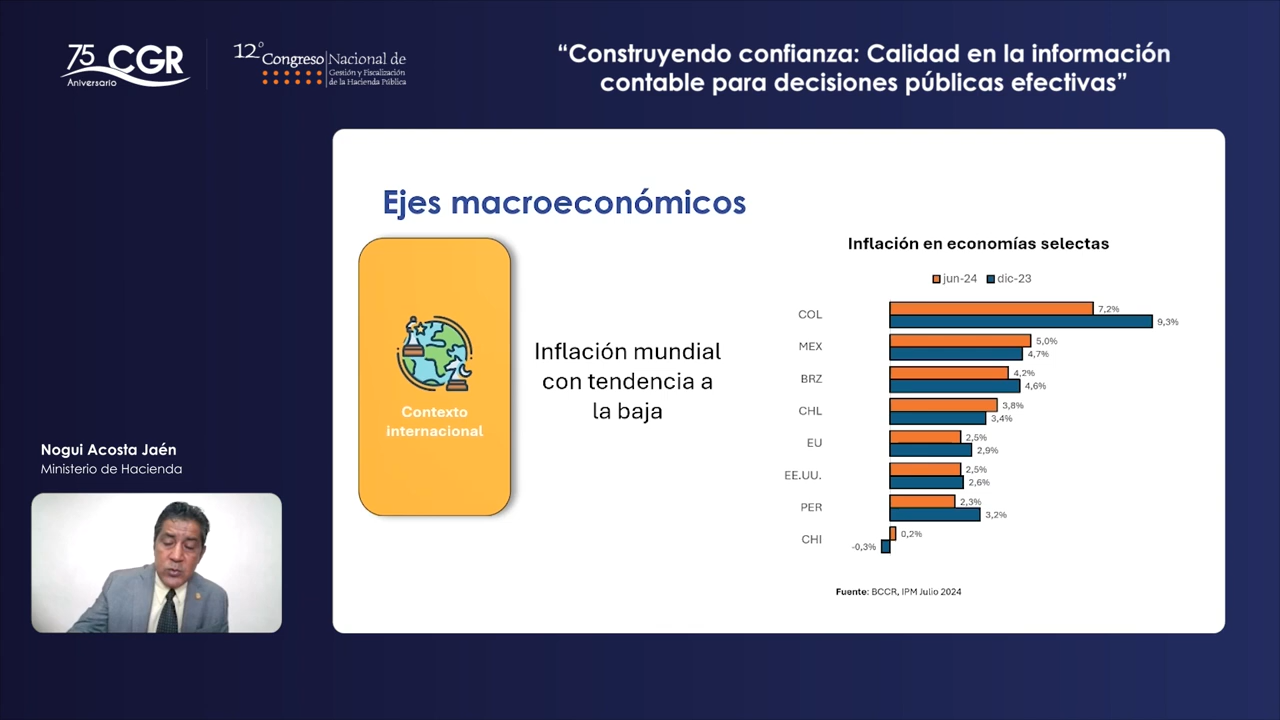 75 CGR
Aniversario
12° Congreso Nacional de
Gestión y Fiscalización
de la Hacienda Pública
“Construyendo confianza: Calidad en la información
contable para decisiones públicas efectivas”
Ejes macroeconómicos
Contexto
internacional
Inflación mundial
con tendencia a
la baja
Inflación en economías selectas
jun-24 dic-23
COL 7,2%
9,3%
MEX 5,0%
4,7%
BRZ 4,2%
4,6%
CHL 3,8%
3,4%
EU 2,5%
2,9%
EE.UU. 2,5%
2,6%
PER 2,3%
3,2%
CHI 0,2%
-0,3%
Fuente: BCCR, IPM Julio 2024
Nogui Acosta Jaén
Ministerio de Hacienda